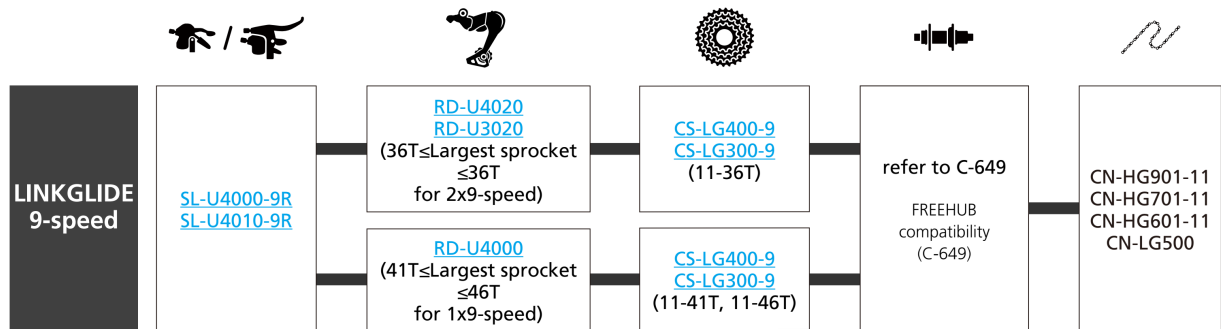 LINKGLIDE
9-speed
SL-U4000-9R
SL-U4010-9R
RD-U4020
RD-U3020
(36T≤Largest sprocket
≤36T
for 2x9-speed)
CS-LG400-9
CS-LG300-9
(11-36T)
RD-U4000
(41T≤Largest sprocket
≤46T
for 1x9-speed)
CS-LG400-9
CS-LG300-9
(11-41T, 11-46T)
refer to C-649
FREEHUB
compatibility
(C-649)
CN-HG901-11
CN-HG701-11
CN-HG601-11
CN-LG500